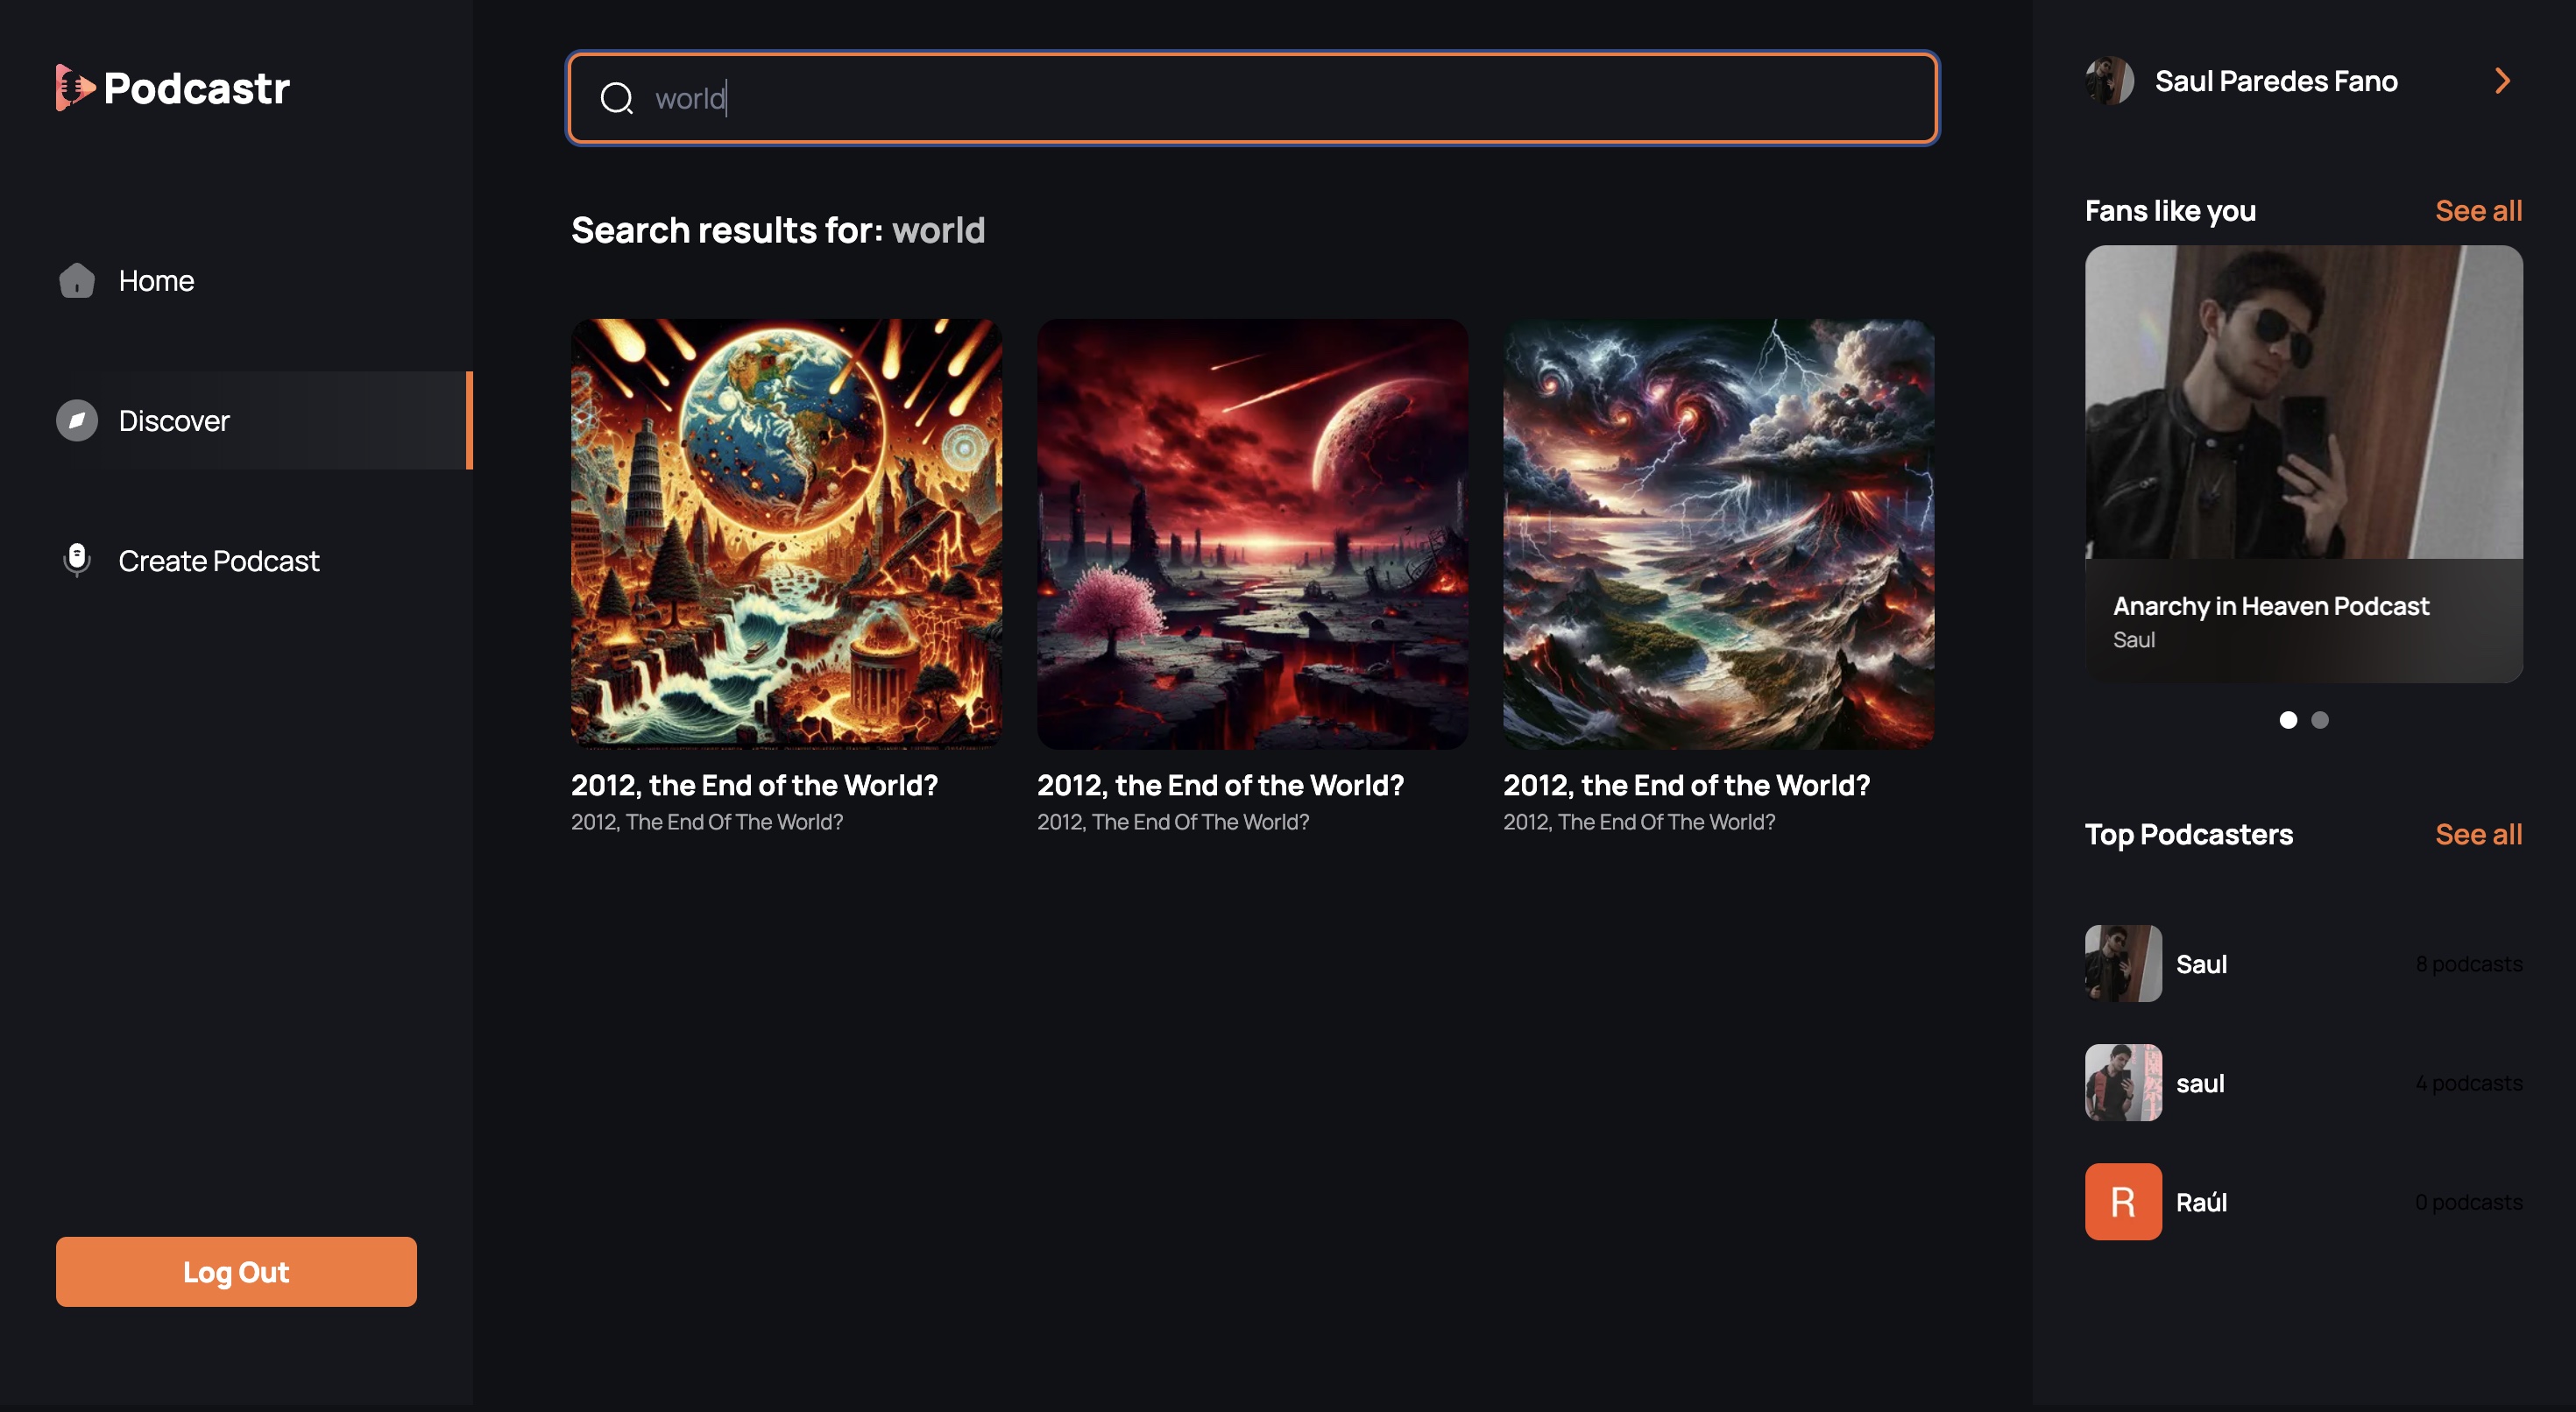 Podcastr
Home
Discover
Create Podcast
Log Out
world
Search results for: world
2012, the End of the World?
2012, The End Of The World?
2012, the End of the World?
2012, The End Of The World?
2012, the End of the World?
2012, The End Of The World?
Saul Paredes Fano
Fans like you
See all
Anarchy in Heaven Podcast
Saul
Top Podcasters
See all
Saul
8 podcasts
saul
4 podcasts
R
Raúl
0 podcasts